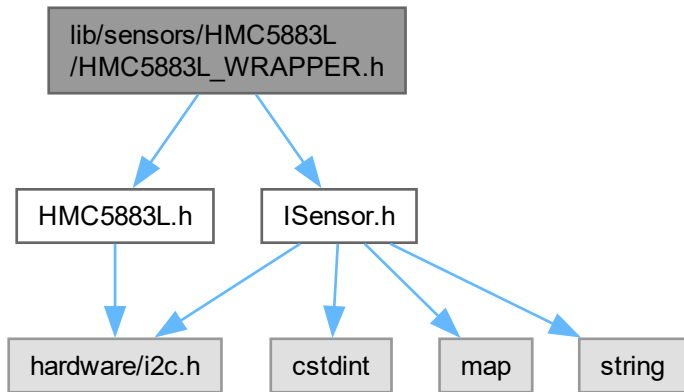 lib/sensors/HMC5883L
/HMC5883L_WRAPPER.h
HMC5883L.h
ISensor.h
hardware/i2c.h
cstdint
map
string